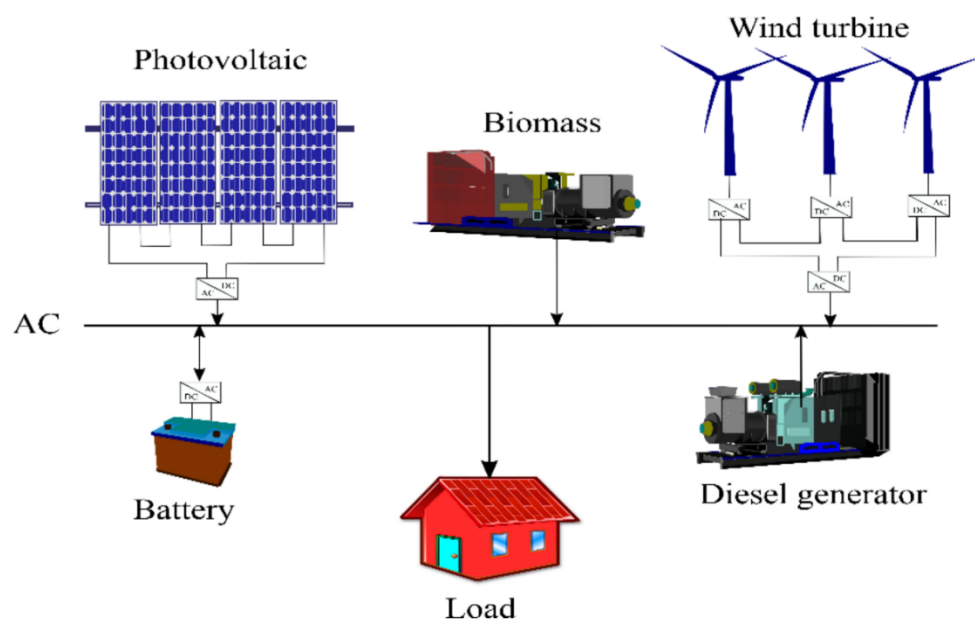 Wind turbine
Photovoltaic
Biomass
DC AC
DC AC
DC AC
AC DC
DC AC
AC
DC AC
Battery
Diesel generator
Load